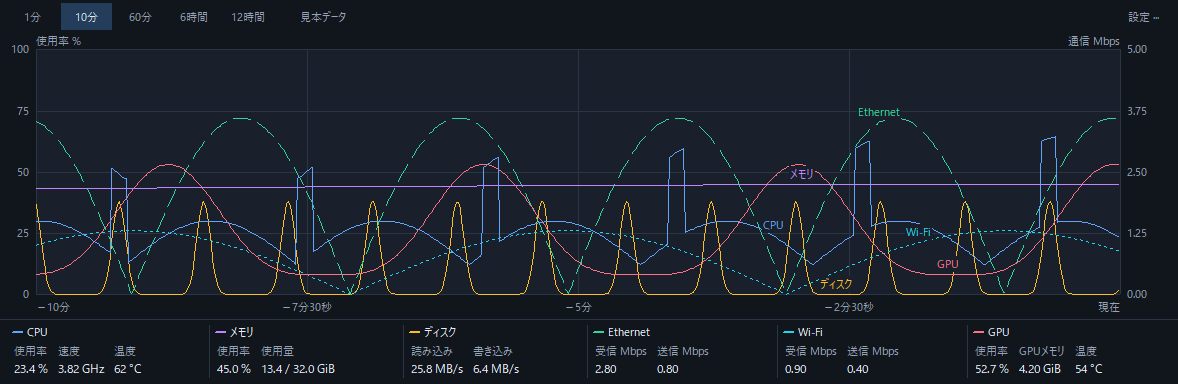 1分 10分 60分 6時間 12時間 見本データ 設定 …
使用率 % 通信 Mbps
100 5.00
Ethernet
75 3.75
50 2.50
メモリ
CPU
25 Wi-Fi 1.25
GPU
ディスク
0 0.00
－10分 －7分30秒 －5分 －2分30秒 現在
CPU メモリ ディスク Ethernet Wi-Fi GPU
使用率 速度 温度 使用率 使用量 読み込み 書き込み 受信 Mbps 送信 Mbps 受信 Mbps 送信 Mbps 使用率 GPUメモリ 温度
23.4 % 3.82 GHz 62 °C 45.0 % 13.4 / 32.0 GiB 25.8 MB/s 6.4 MB/s 2.80 0.80 0.90 0.40 52.7 % 4.20 GiB 54 °C